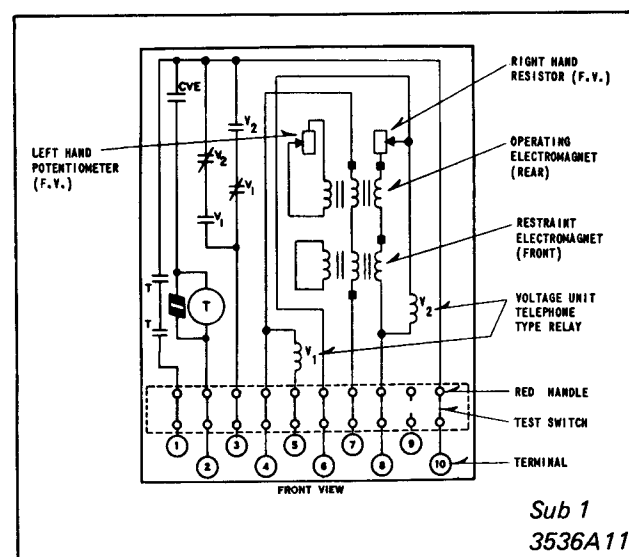 CVE
V2
V2
V1
V1
T
T
T
V1
V2
LEFT HAND
POTENTIOMETER
(F.V.)
RIGHT HAND
RESISTOR (F.V.)
OPERATING
ELECTROMAGNET
(REAR)
RESTRAINT
ELECTROMAGNET
(FRONT)
VOLTAGE UNIT
TELEPHONE
TYPE RELAY
RED HANDLE
TEST SWITCH
TERMINAL
1 2 3 4 5 6 7 8 9 10
FRONT VIEW
Sub 1
3536A11